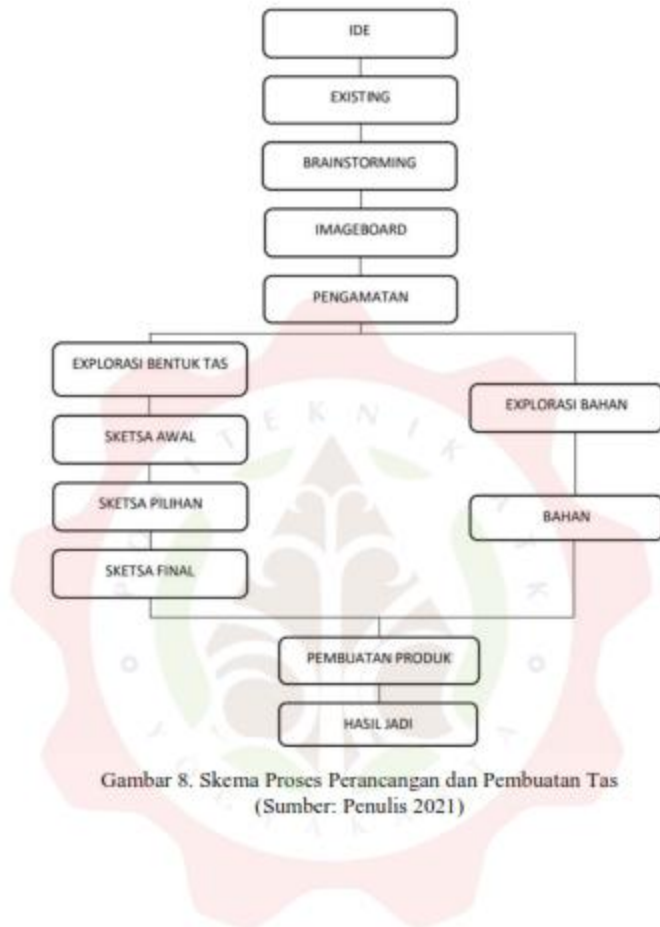 IDE
EXISTING
BRAINSTORMING
IMAGEBOARD
PENGAMATAN
EXPLORASI BENTUK TAS
SKETSA AWAL
SKETSA PILIHAN
SKETSA FINAL
EXPLORASI BAHAN
BAHAN
PEMBUATAN PRODUK
HASIL JADI
Gambar 8. Skema Proses Perancangan dan Pembuatan Tas
(Sumber: Penulis 2021)